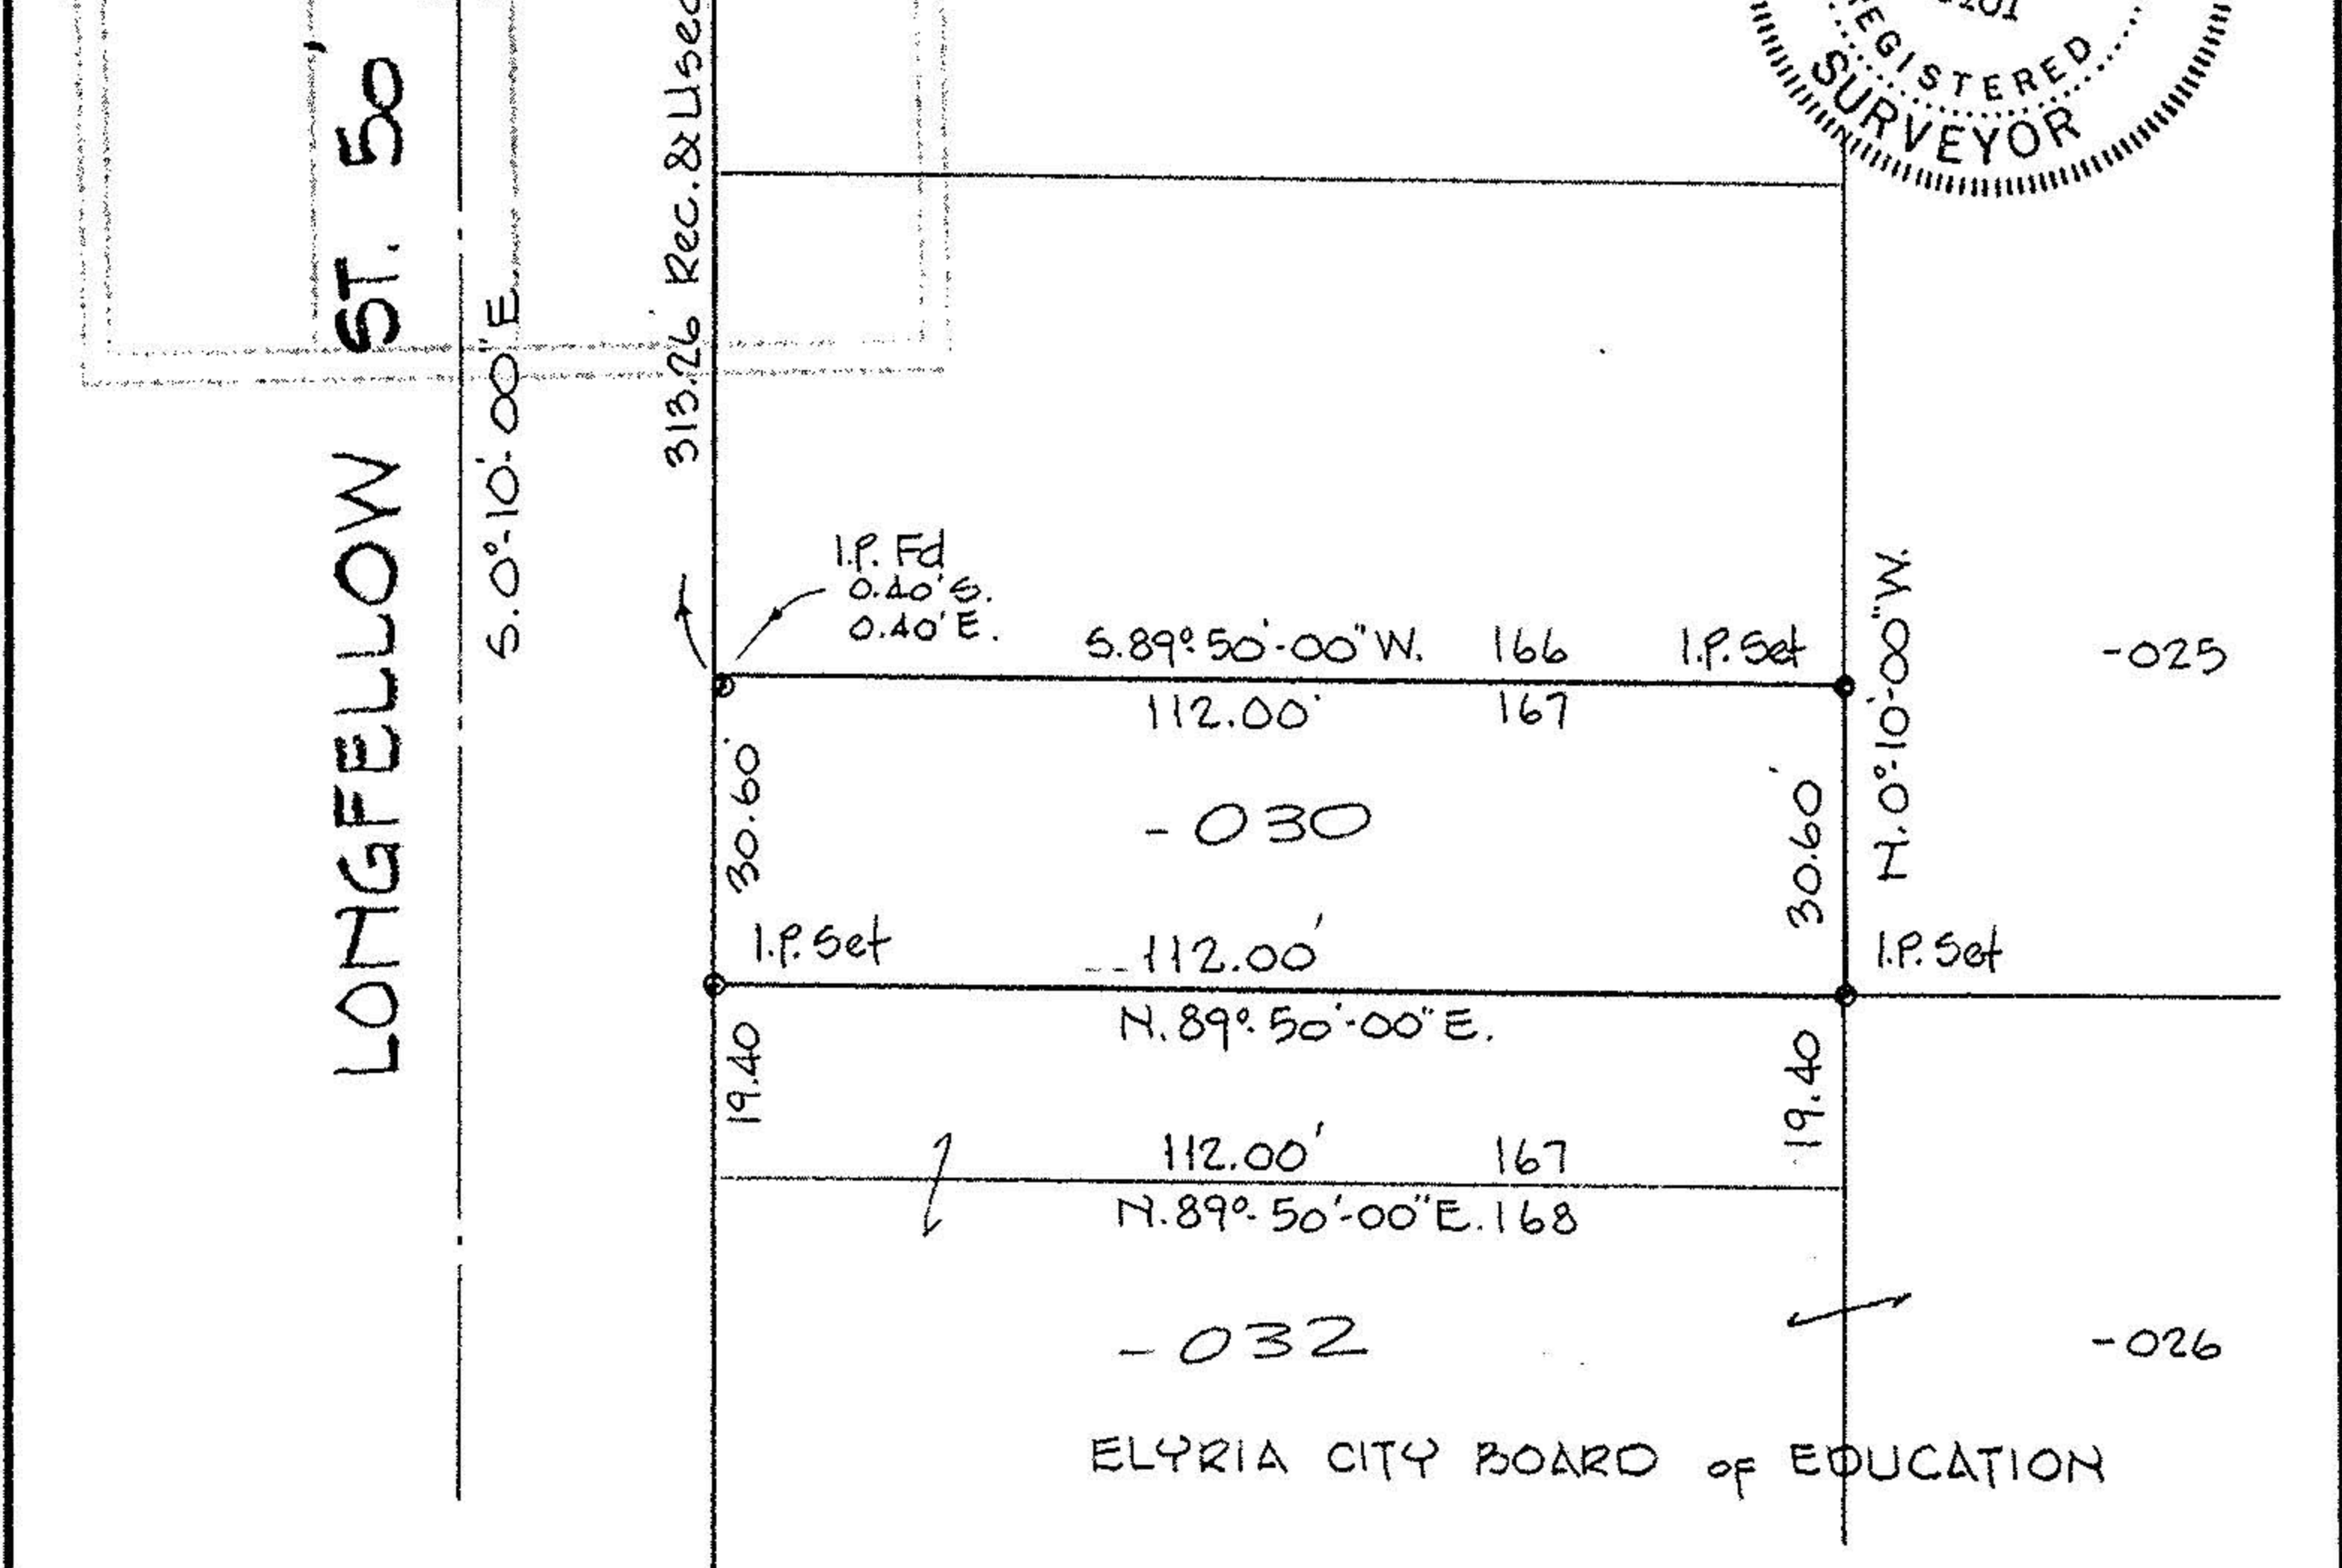 REGISTERED
SURVEYOR
LONGFELLOW ST. 50'
S.0°-10'-00"E
313.26' Rec. & Used
I.P. Fd
0.40'S.
0.40'E.
S.89°50'-00"W. 166 I.P. Set
112.00' 167
N.0°-10'-00"W.
-025
30.60'
-030
30.60'
I.P. Set
112.00'
I.P. Set
N.89°-50'-00"E.
19.40
19.40
112.00' 167
N.89°-50'-00"E. 168
-032
-026
ELYRIA CITY BOARD of EDUCATION